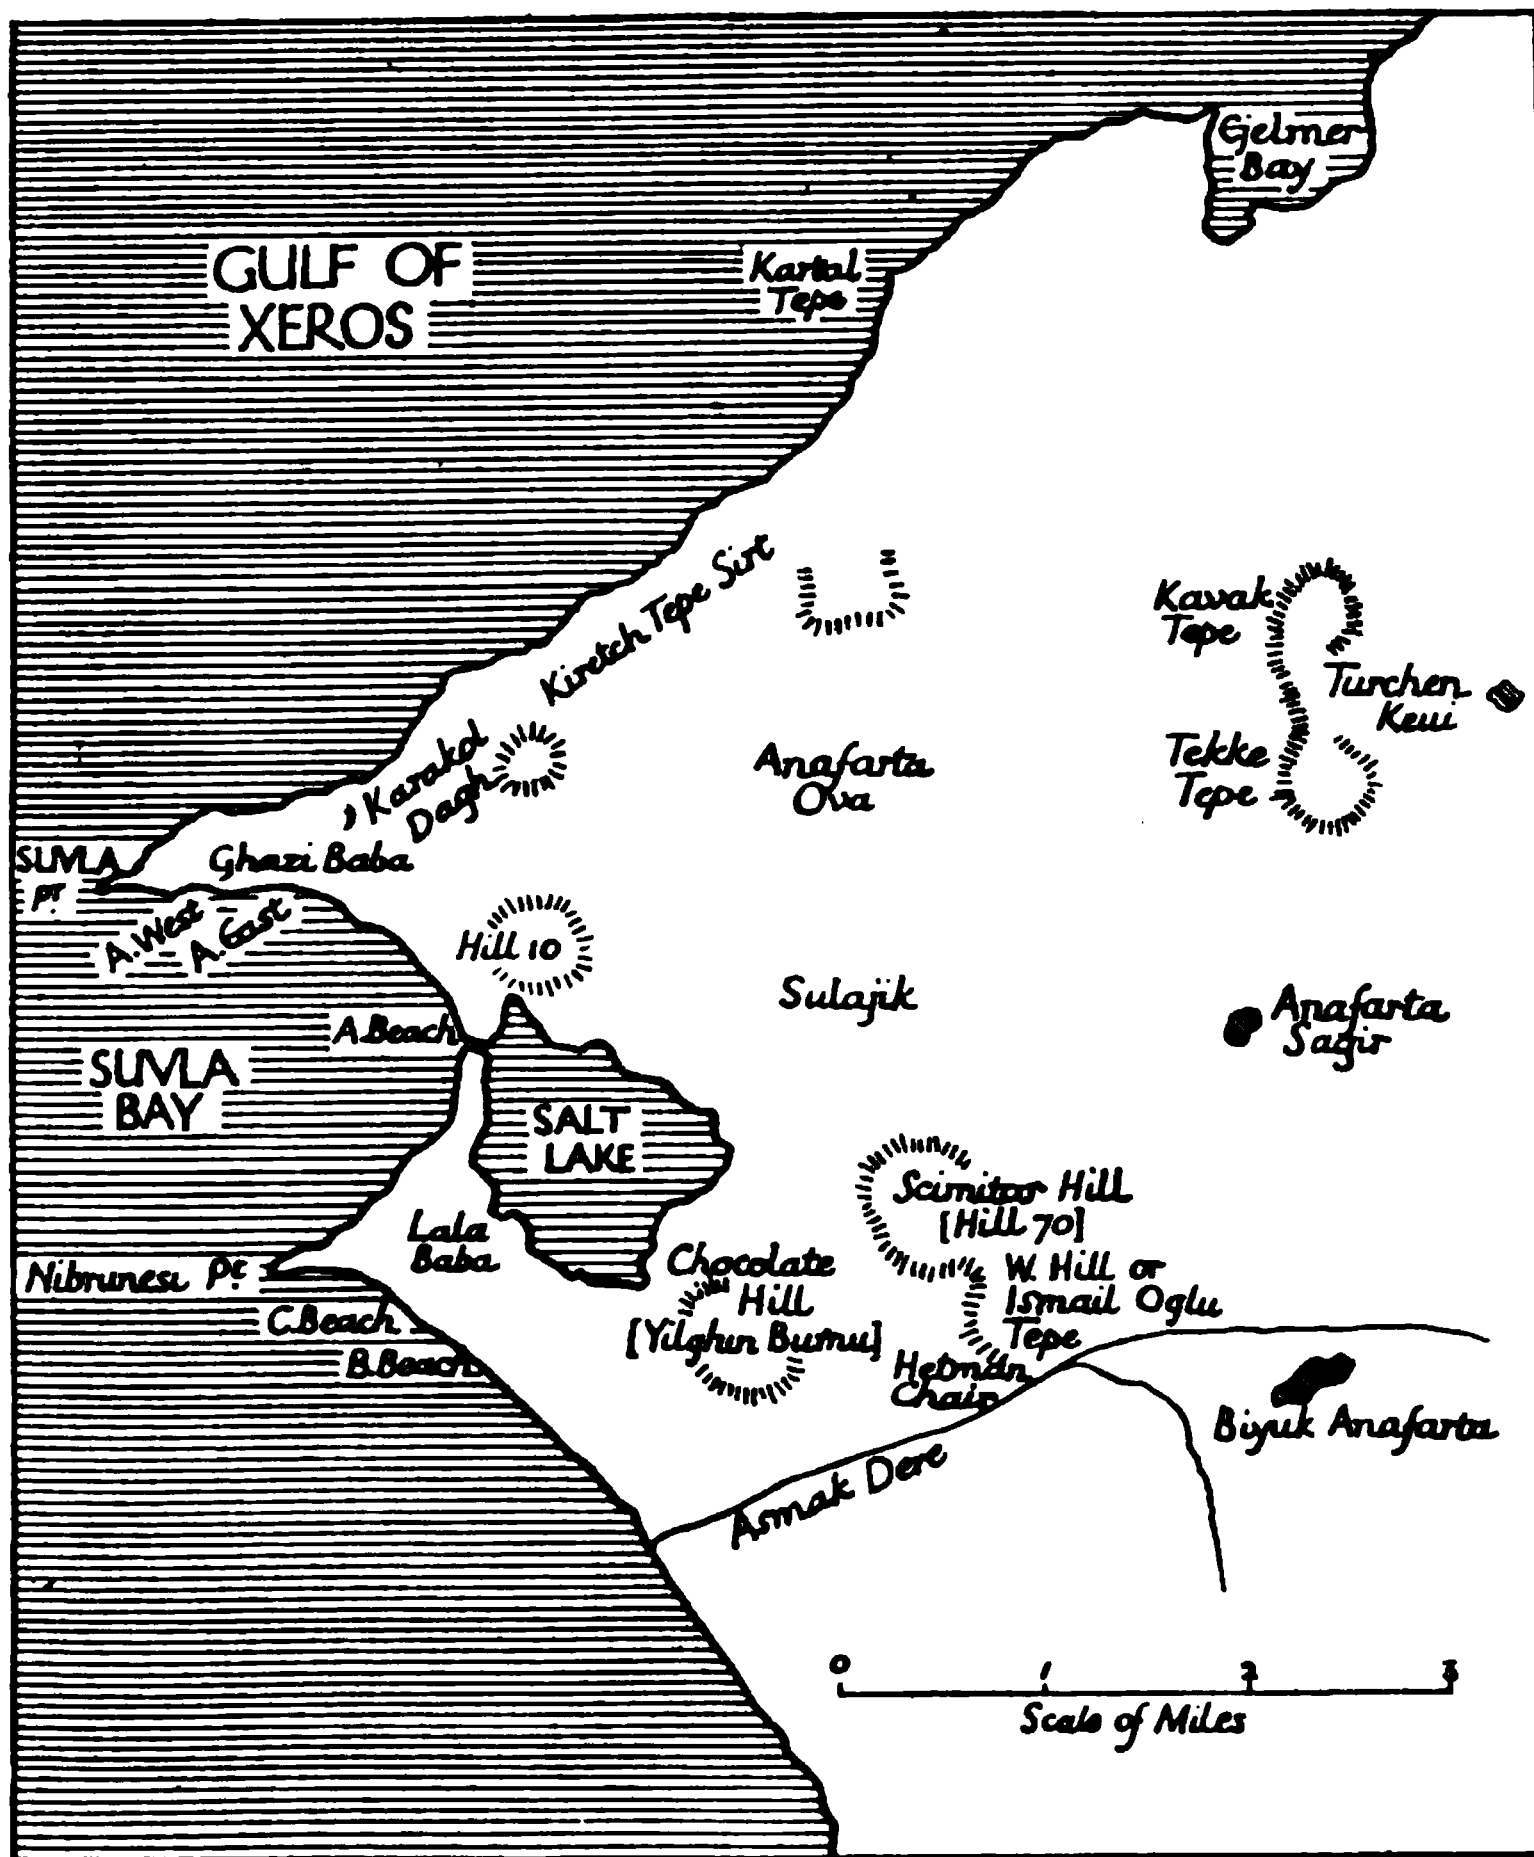 Ejelmer
Bay
GULF OF
XEROS
Kartal
Tepe
Kiretch Tepe Sirt
Kavak
Tepe
Turchen
Keui
Karakol
Dagh
Anafarta
Ova
Tekke
Tepe
SUVLA
PT.
Ghazi Baba
A. West
A. East
Hill 10
Sulajik
Anafarta
Sagir
A. Beach
SUVLA
BAY
SALT
LAKE
Scimitar Hill
[Hill 70]
Lala
Baba
Nibrunesi Pt.
Chocolate
Hill
[Yilghin Burnu]
W. Hill or
Ismail Oglu
Tepe
C. Beach
B. Beach
Hetman
Chair
Biyuk Anafarta
Asmak Dere
0 1 2 3
Scale of Miles